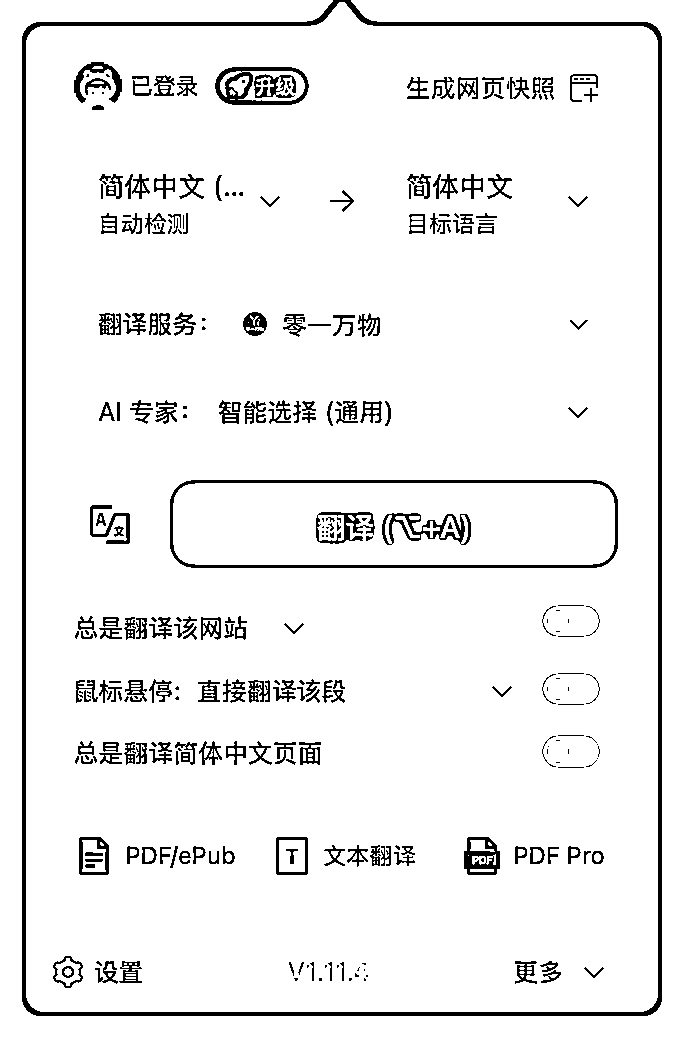 已登录 升级 生成网页快照
简体中文 (... → 简体中文
自动检测 目标语言
翻译服务： 零一万物
AI 专家： 智能选择 (通用)
翻译 (⌥+A)
总是翻译该网站
鼠标悬停： 直接翻译该段
总是翻译简体中文页面
PDF/ePub 文本翻译 PDF Pro
设置 V1.11.4 更多